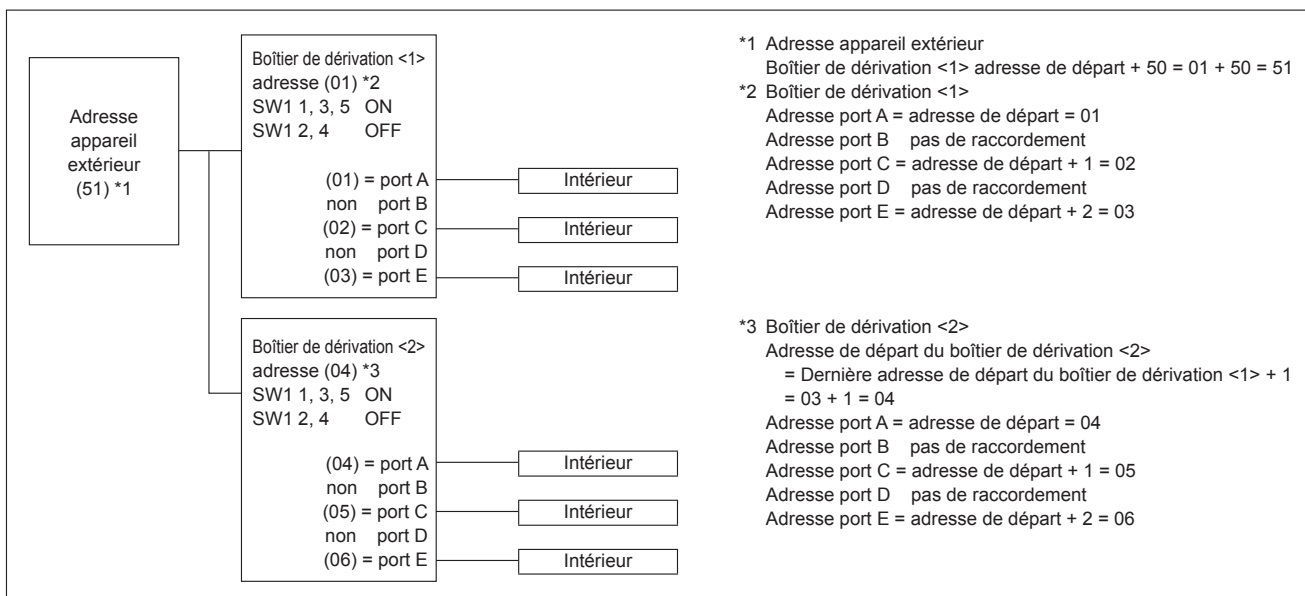 Adresse
appareil
extérieur
(51) *1
Boîtier de dérivation <1>
adresse (01) *2
SW1 1, 3, 5 ON
SW1 2, 4 OFF
(01) = port A
non port B
(02) = port C
non port D
(03) = port E
Intérieur
Intérieur
Intérieur
Boîtier de dérivation <2>
adresse (04) *3
SW1 1, 3, 5 ON
SW1 2, 4 OFF
(04) = port A
non port B
(05) = port C
non port D
(06) = port E
Intérieur
Intérieur
Intérieur
*1 Adresse appareil extérieur
Boîtier de dérivation <1> adresse de départ + 50 = 01 + 50 = 51
*2 Boîtier de dérivation <1>
Adresse port A = adresse de départ = 01
Adresse port B pas de raccordement
Adresse port C = adresse de départ + 1 = 02
Adresse port D pas de raccordement
Adresse port E = adresse de départ + 2 = 03
*3 Boîtier de dérivation <2>
Adresse de départ du boîtier de dérivation <2>
= Dernière adresse de départ du boîtier de dérivation <1> + 1
= 03 + 1 = 04
Adresse port A = adresse de départ = 04
Adresse port B pas de raccordement
Adresse port C = adresse de départ + 1 = 05
Adresse port D pas de raccordement
Adresse port E = adresse de départ + 2 = 06